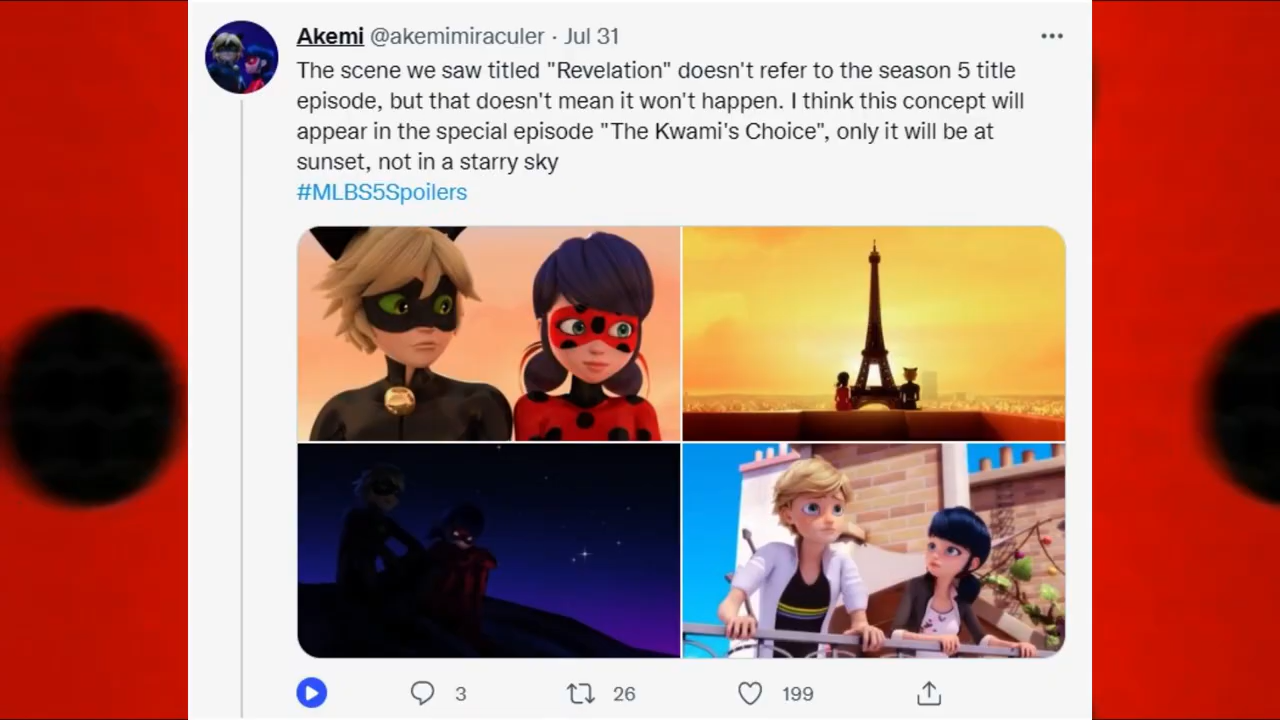 Akemi @akemimiraculer · Jul 31
The scene we saw titled "Revelation" doesn't refer to the season 5 title
episode, but that doesn't mean it won't happen. I think this concept will
appear in the special episode "The Kwami's Choice", only it will be at
sunset, not in a starry sky
#MLBS5Spoilers
3 26 199